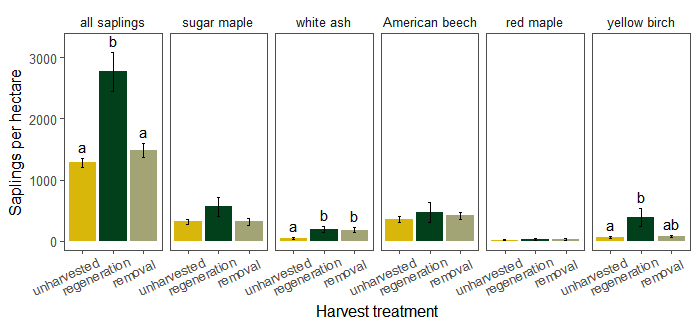 all saplings sugar maple white ash American beech red maple yellow birch
Saplings per hectare
3000
2000
1000
0
a b a
a b b
a b ab
unharvested regeneration removal unharvested regeneration removal unharvested regeneration removal unharvested regeneration removal unharvested regeneration removal unharvested regeneration removal
Harvest treatment